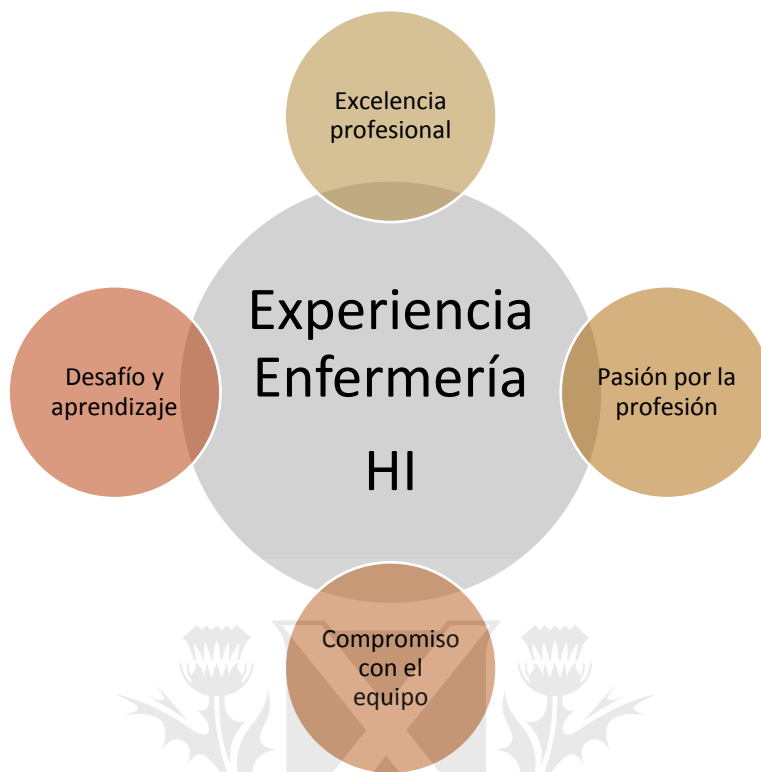 Excelencia
profesional
Experiencia
Enfermería
HI
Desafío y
aprendizaje
Pasión por la
profesión
Compromiso
con el
equipo